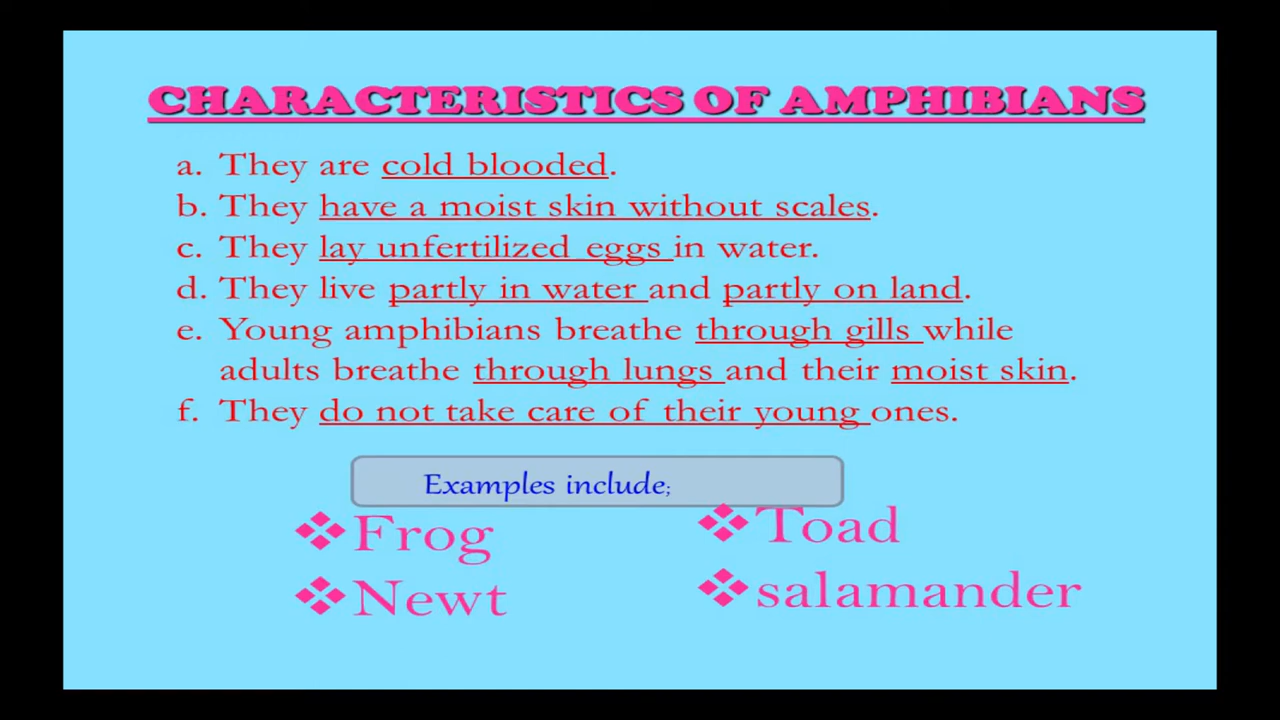 CHARACTERISTICS OF AMPHIBIANS
a. They are cold blooded.
b. They have a moist skin without scales.
c. They lay unfertilized eggs in water.
d. They live partly in water and partly on land.
e. Young amphibians breathe through gills while
adults breathe through lungs and their moist skin.
f. They do not take care of their young ones.
Examples include;
❖Frog
❖Toad
❖Newt
❖salamander